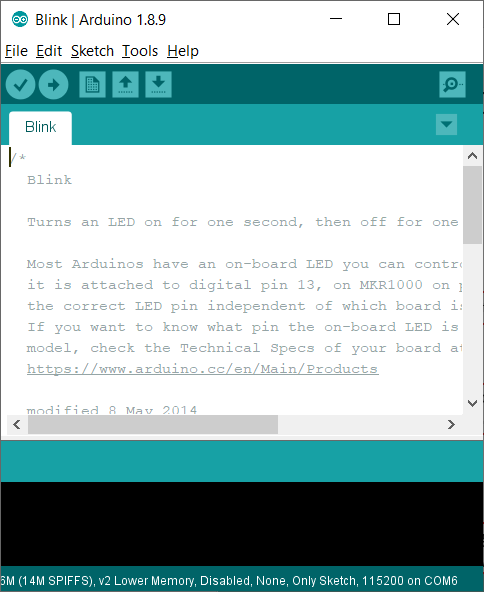 Blink | Arduino 1.8.9
File Edit Sketch Tools Help
Blink
/*
Blink
Turns an LED on for one second, then off for one
Most Arduinos have an on-board LED you can contro
it is attached to digital pin 13, on MKR1000 on p
the correct LED pin independent of which board is
If you want to know what pin the on-board LED is
model, check the Technical Specs of your board at
https://www.arduino.cc/en/Main/Products
modified 8 May 2014
6M (14M SPIFFS), v2 Lower Memory, Disabled, None, Only Sketch, 115200 on COM6